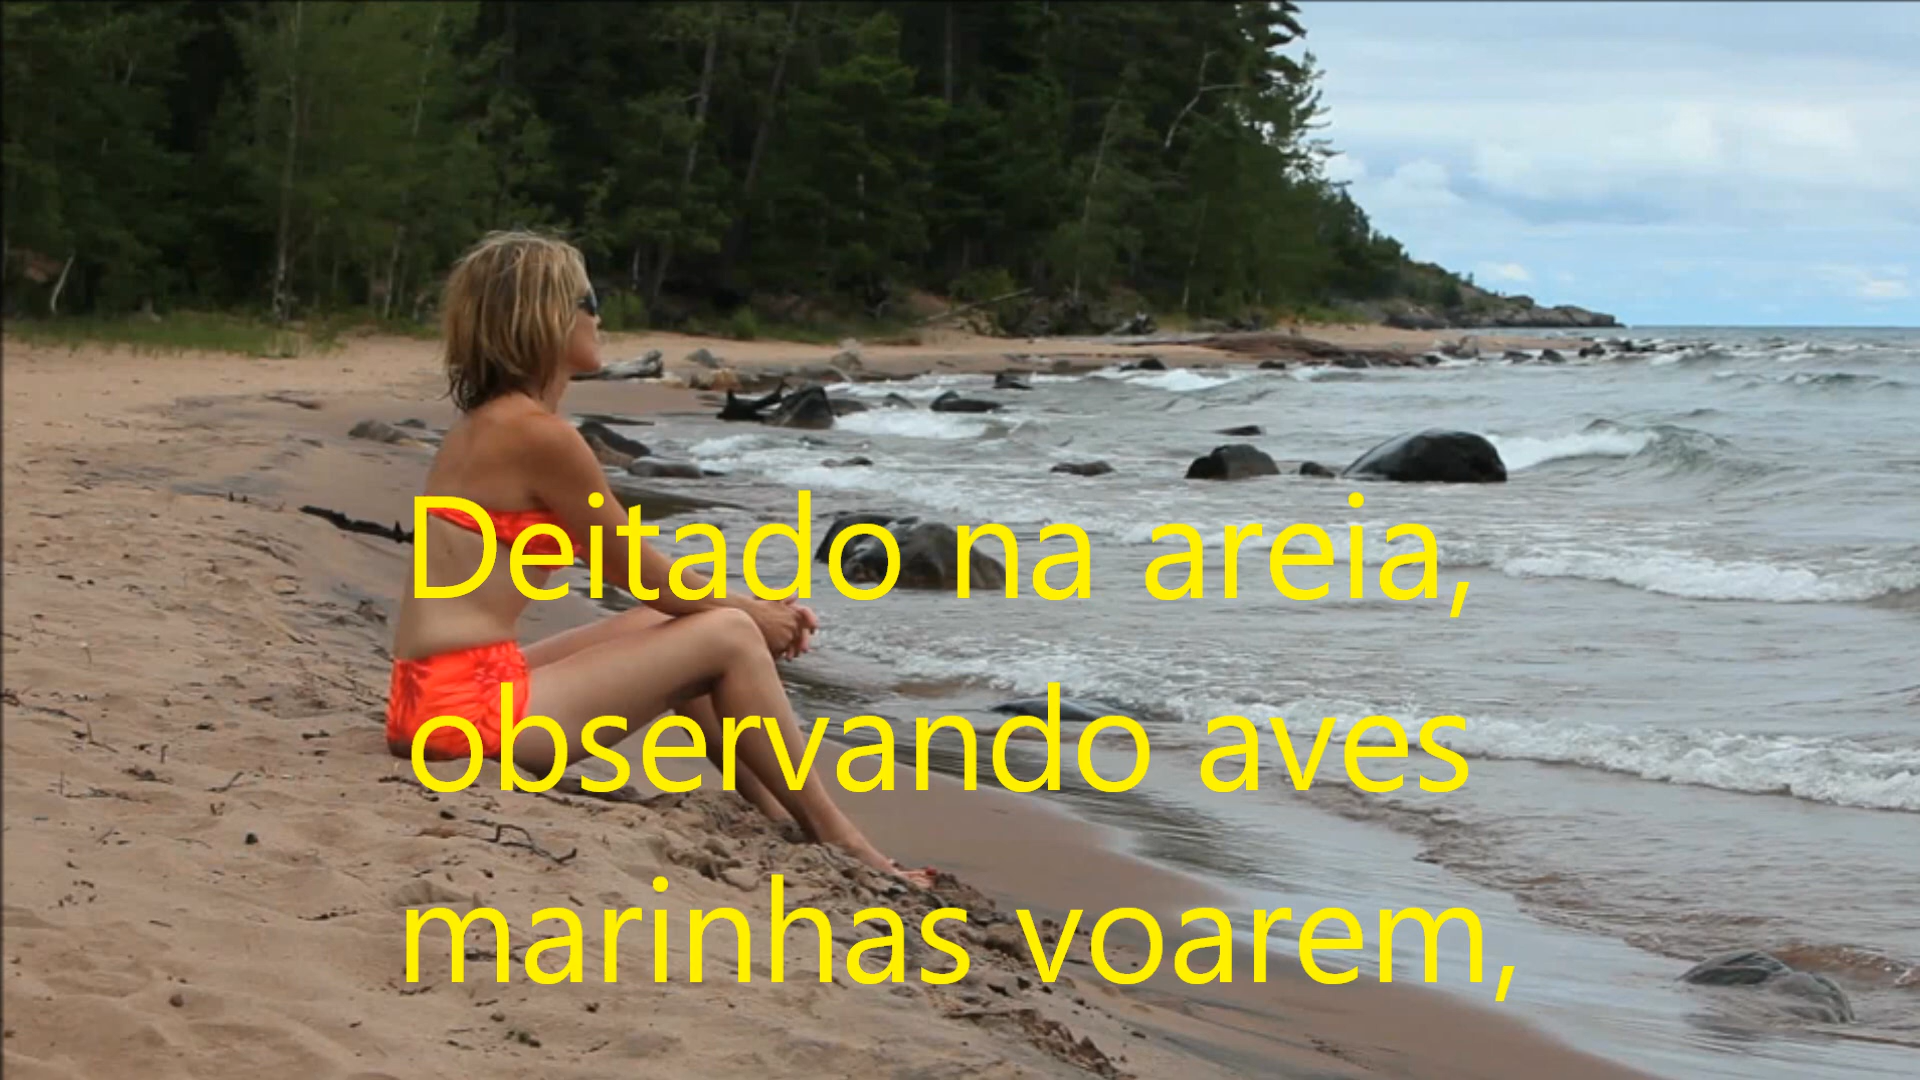 Deitado na areia,
observando aves
marinhas voarem,